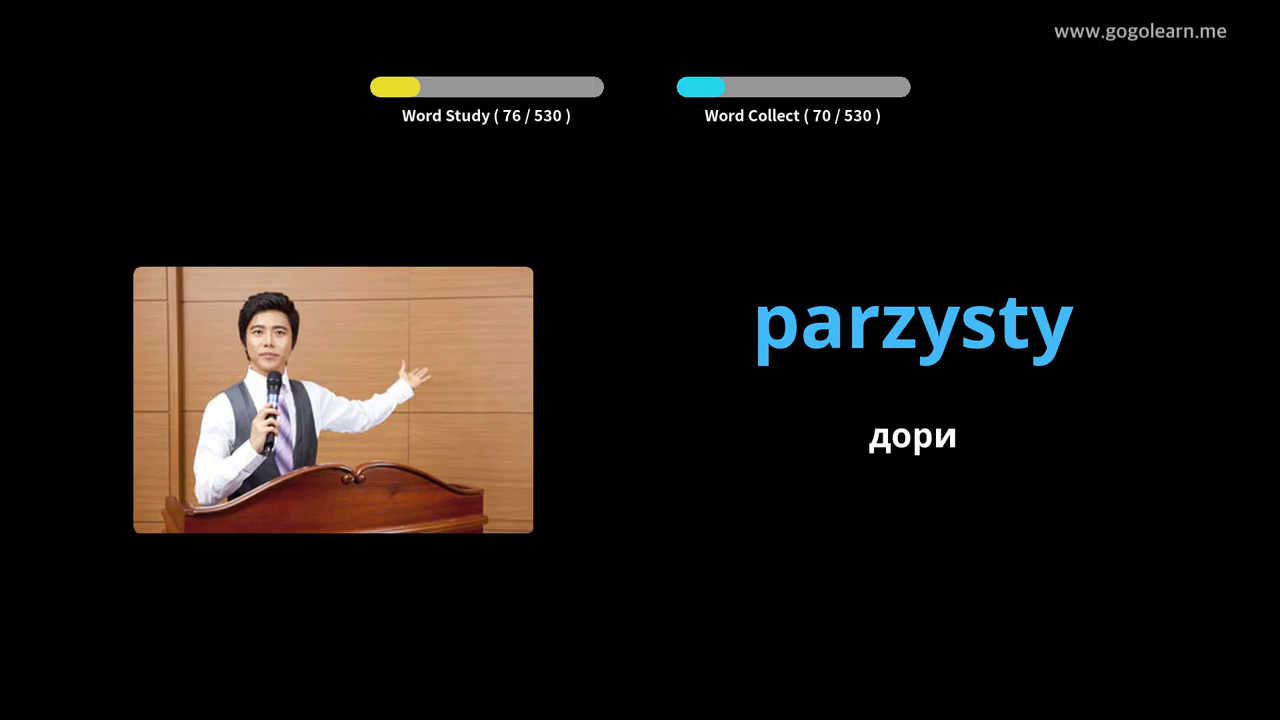 www.gogolearn.me
Word Study ( 76 / 530 )
Word Collect ( 70 / 530 )
parzysty
дори